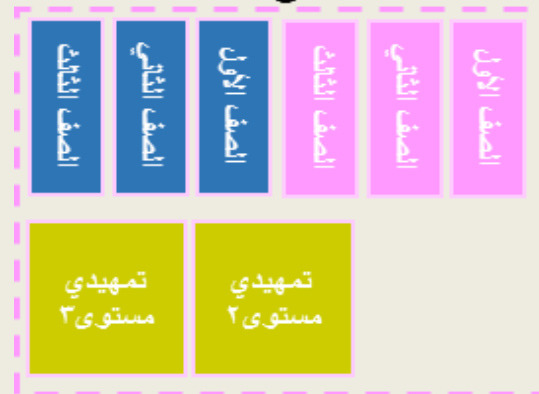 الصف الأول
الصف الثاني
الصف الثالث
الصف الأول
الصف الثاني
الصف الثالث
تمهيدي
مستوى٢
تمهيدي
مستوى٣